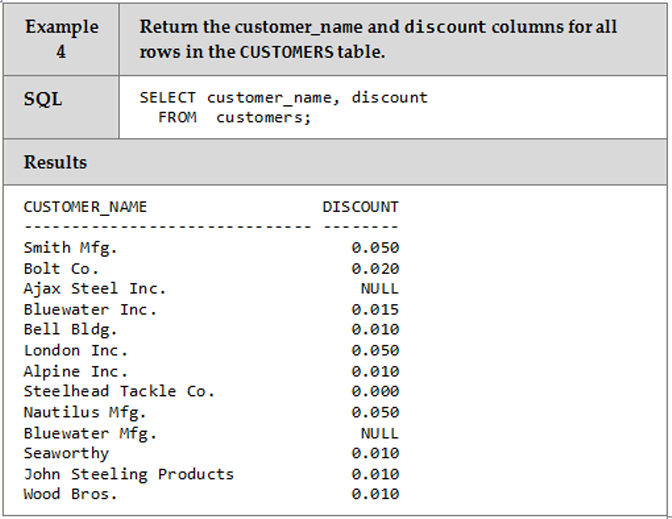 Example
4
Return the customer_name and discount columns for all
rows in the CUSTOMERS table.
SQL
SELECT customer_name, discount
FROM customers;
Results
CUSTOMER_NAME DISCOUNT
------------------------------ --------
Smith Mfg. 0.050
Bolt Co. 0.020
Ajax Steel Inc. NULL
Bluewater Inc. 0.015
Bell Bldg. 0.010
London Inc. 0.050
Alpine Inc. 0.010
Steelhead Tackle Co. 0.000
Nautilus Mfg. 0.050
Bluewater Mfg. NULL
Seaworthy 0.010
John Steeling Products 0.010
Wood Bros. 0.010